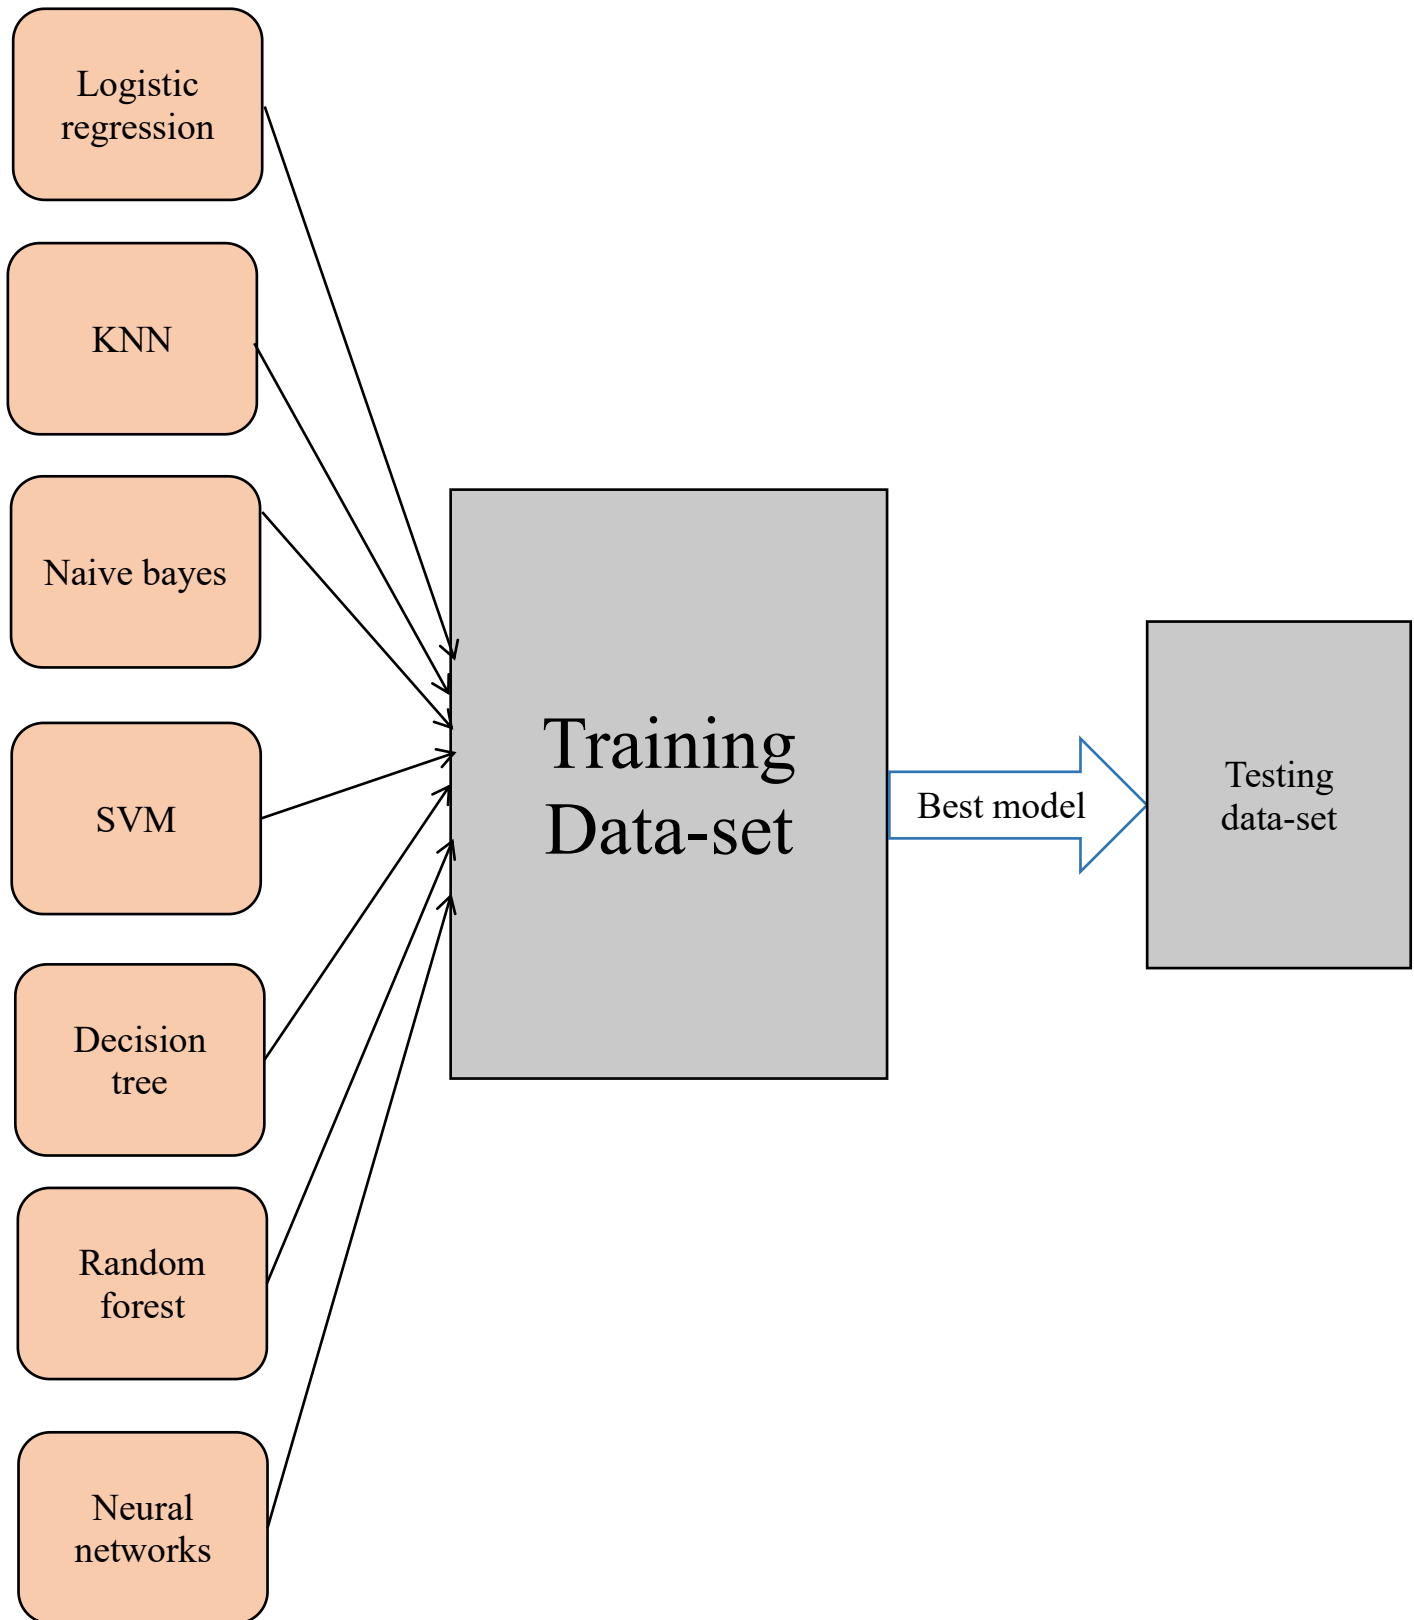 Logistic
regression
KNN
Naive bayes
SVM
Decision
tree
Random
forest
Neural
networks
Training
Data-set
Best model
Testing
data-set